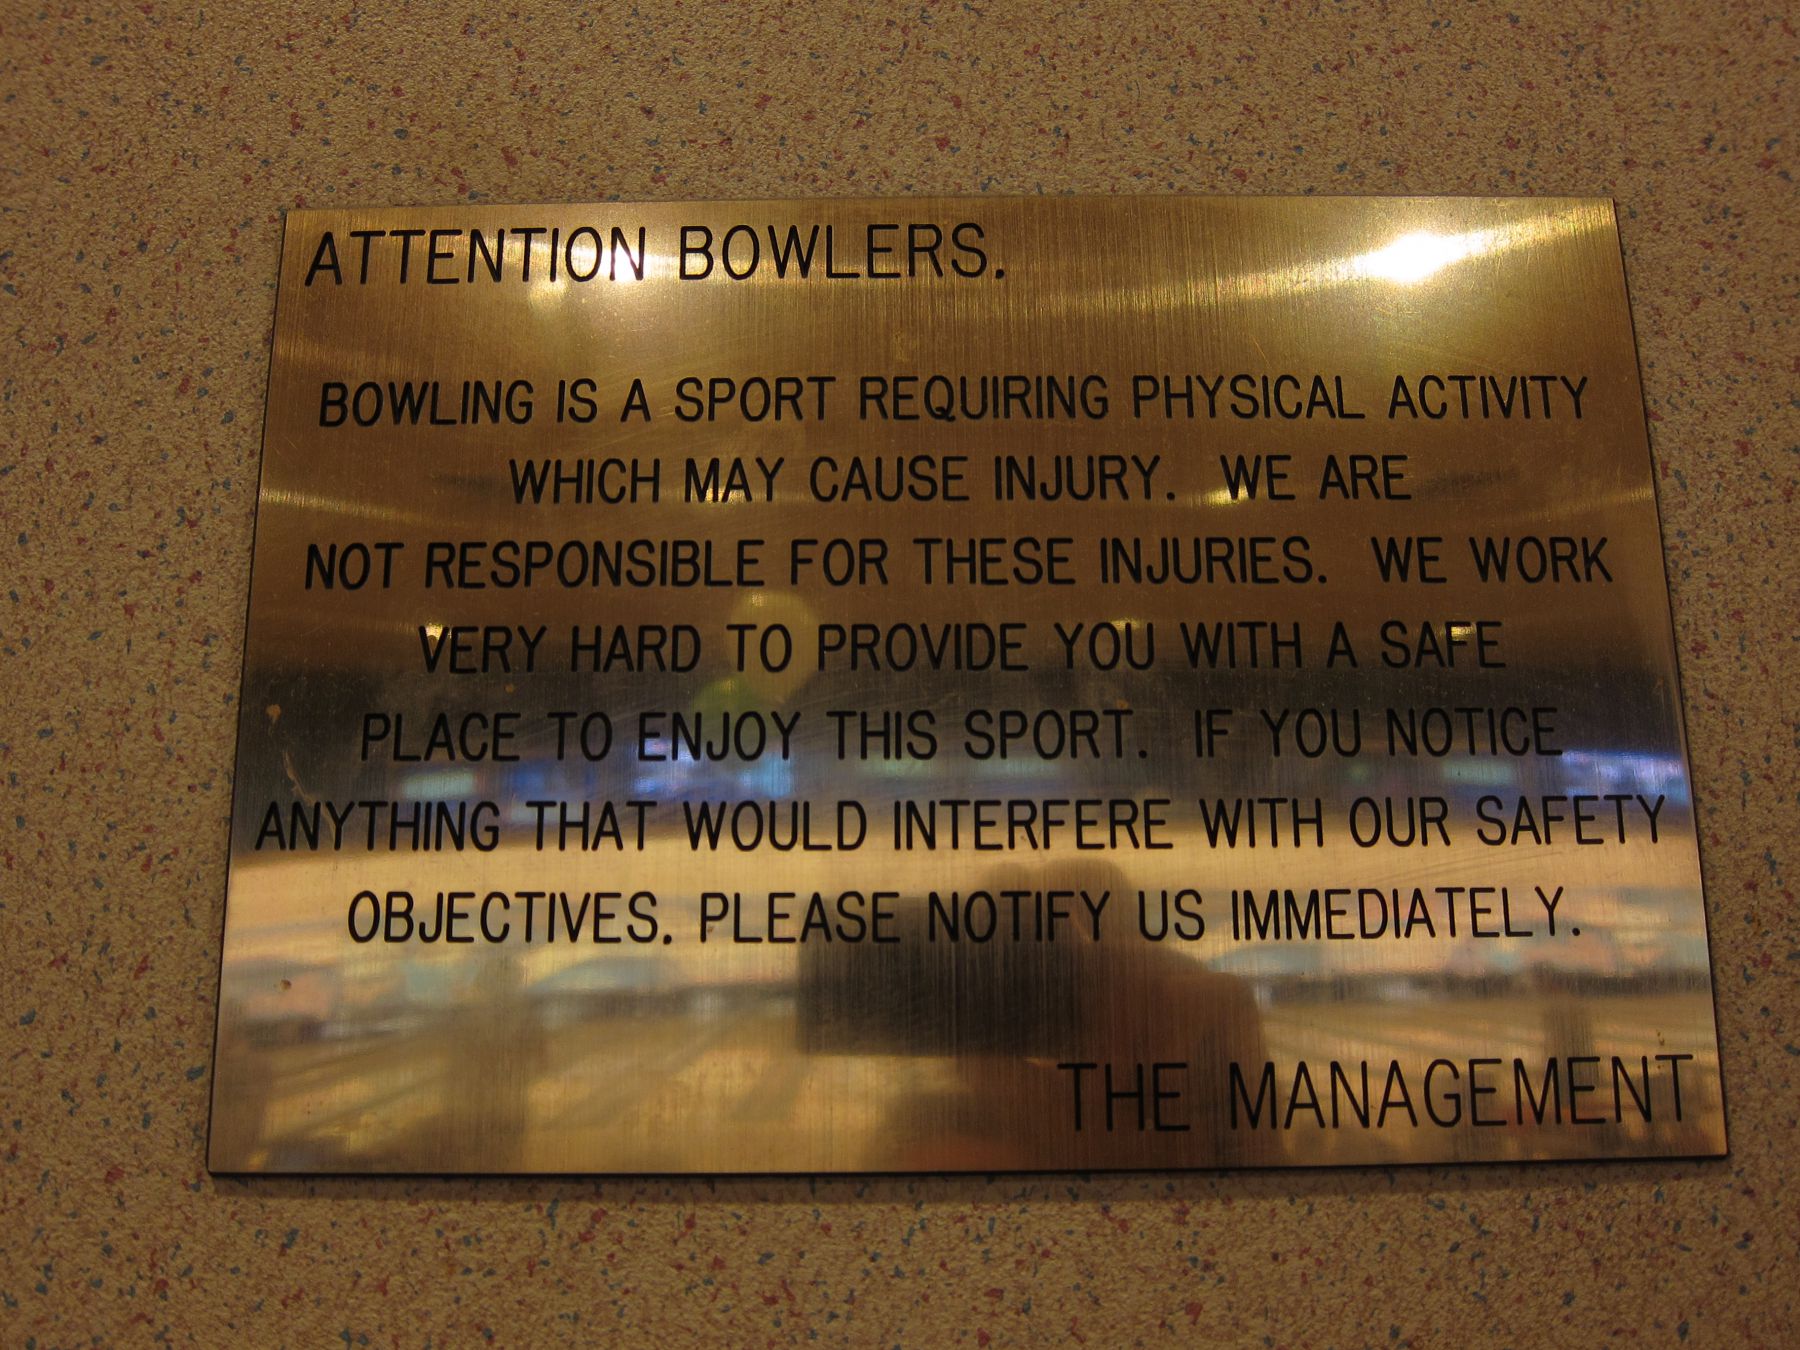 ATTENTION BOWLERS.
BOWLING IS A SPORT REQUIRING PHYSICAL ACTIVITY
WHICH MAY CAUSE INJURY. WE ARE
NOT RESPONSIBLE FOR THESE INJURIES. WE WORK
VERY HARD TO PROVIDE YOU WITH A SAFE
PLACE TO ENJOY THIS SPORT. IF YOU NOTICE
ANYTHING THAT WOULD INTERFERE WITH OUR SAFETY
OBJECTIVES. PLEASE NOTIFY US IMMEDIATELY.
THE MANAGEMENT